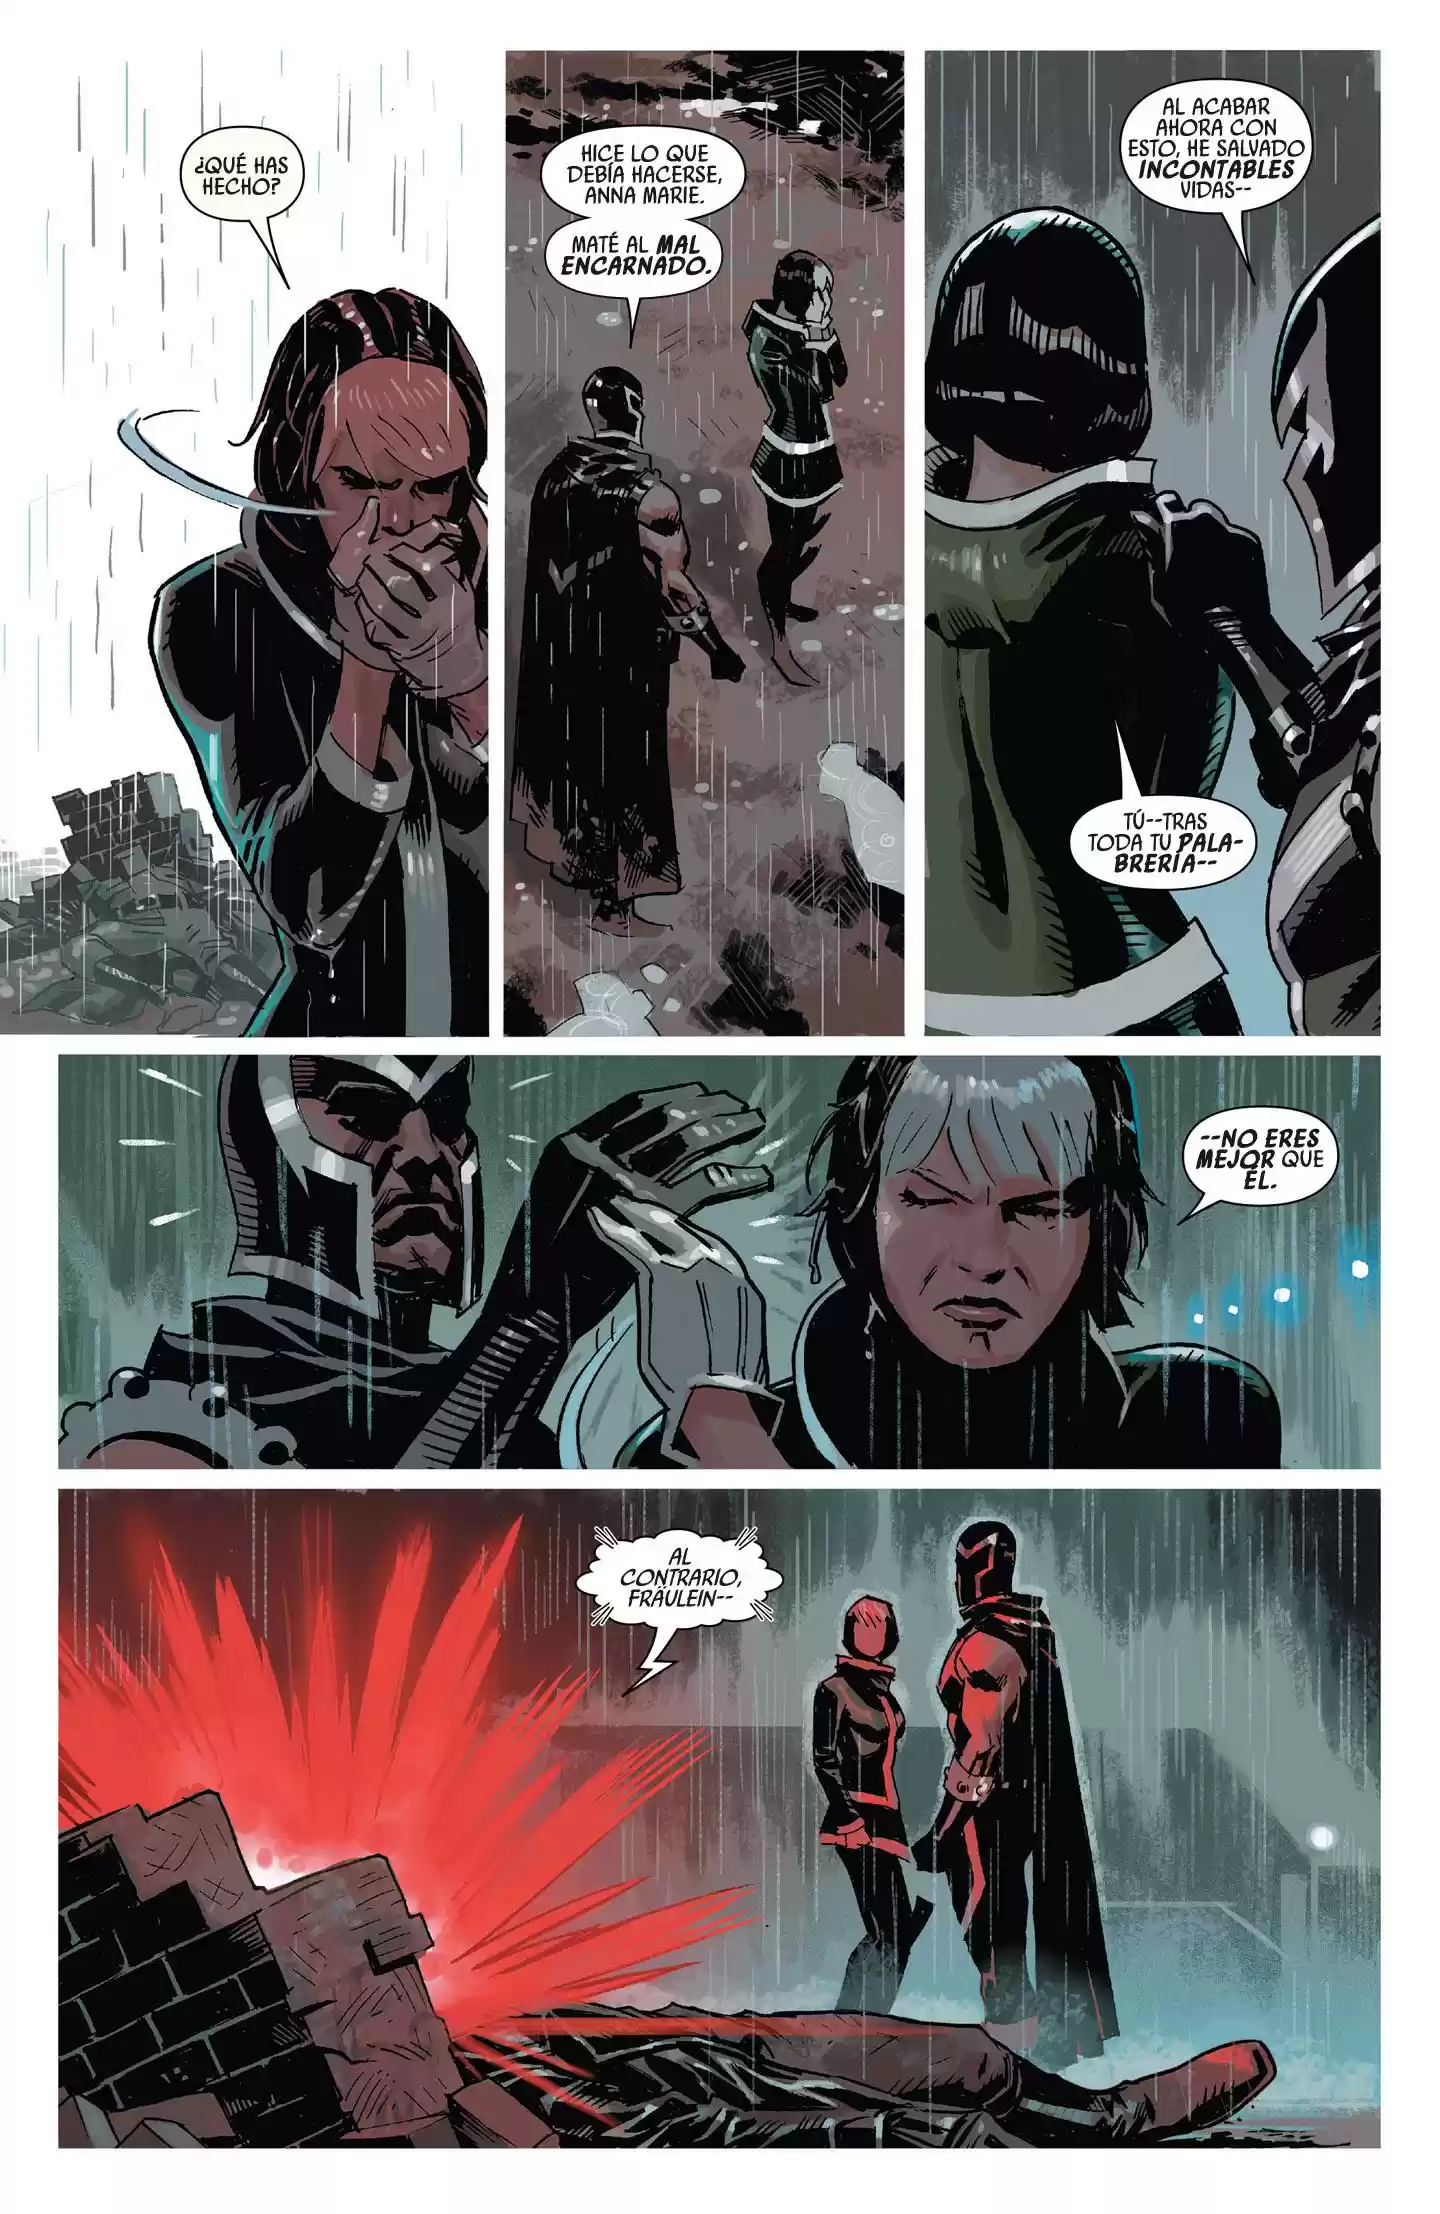 ¿QUÉ HAS
HECHO?
HICE LO QUE
DEBÍA HACERSE,
ANNA MARIE.
MATÉ AL MAL
ENCARNADO.
AL ACABAR
AHORA CON
ESTO, HE SALVADO
INCONTABLES
VIDAS--
TÚ--TRAS
TODA TU PALA-
BRERÍA--
--NO ERES
MEJOR QUE
ÉL.
AL
CONTRARIO,
FRÄULEIN--